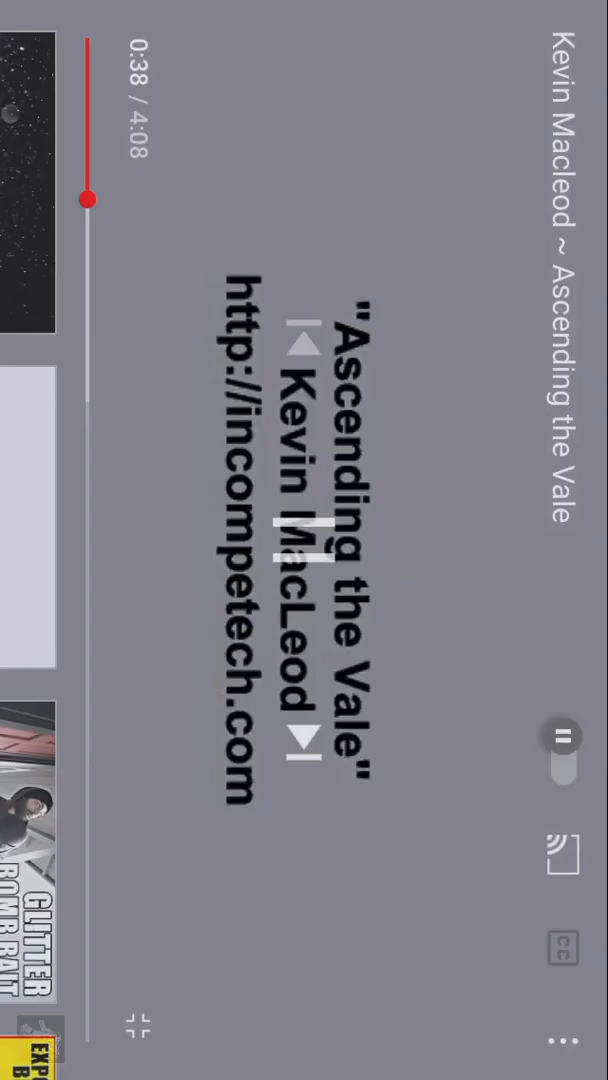 Kevin Macleod ~ Ascending the Vale
CC
"Ascending the Vale"
Kevin MacLeod
http://incompetech.com
0:38 / 4:08
GLITTER
BOMB BAIT